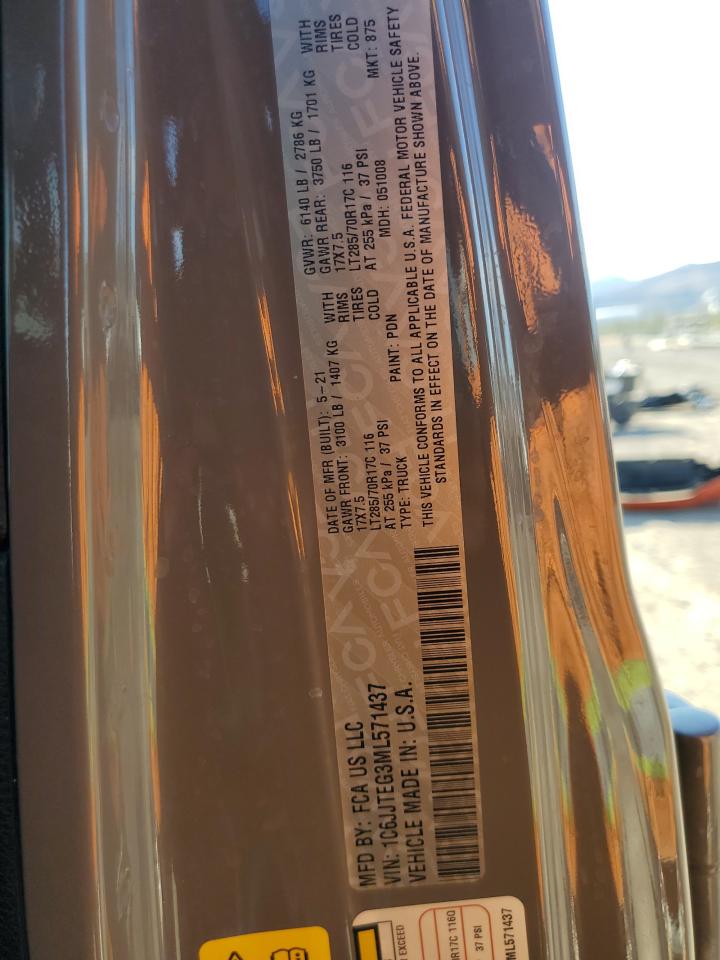 MFD BY: FCA US LLC
VIN: 1C6JJTEG3ML571437
VEHICLE MADE IN: U.S.A.
DATE OF MFR (BUILT): 5-21
GAWR FRONT: 3100 LB / 1407 KG WITH
17X7.5 RIMS
LT285/70R17C 116 TIRES
AT 255 kPa / 37 PSI COLD
TYPE: TRUCK PAINT: PDN
GVWR: 6140 LB / 2786 KG
GAWR REAR: 3750 LB / 1701 KG WITH
17X7.5 RIMS
LT285/70R17C 116 TIRES
AT 255 kPa / 37 PSI COLD
MDH: 051008 MKT: 875
THIS VEHICLE CONFORMS TO ALL APPLICABLE U.S.A. FEDERAL MOTOR VEHICLE SAFETY
STANDARDS IN EFFECT ON THE DATE OF MANUFACTURE SHOWN ABOVE.
EXCEED
R17C 116Q
37 PSI
ML571437